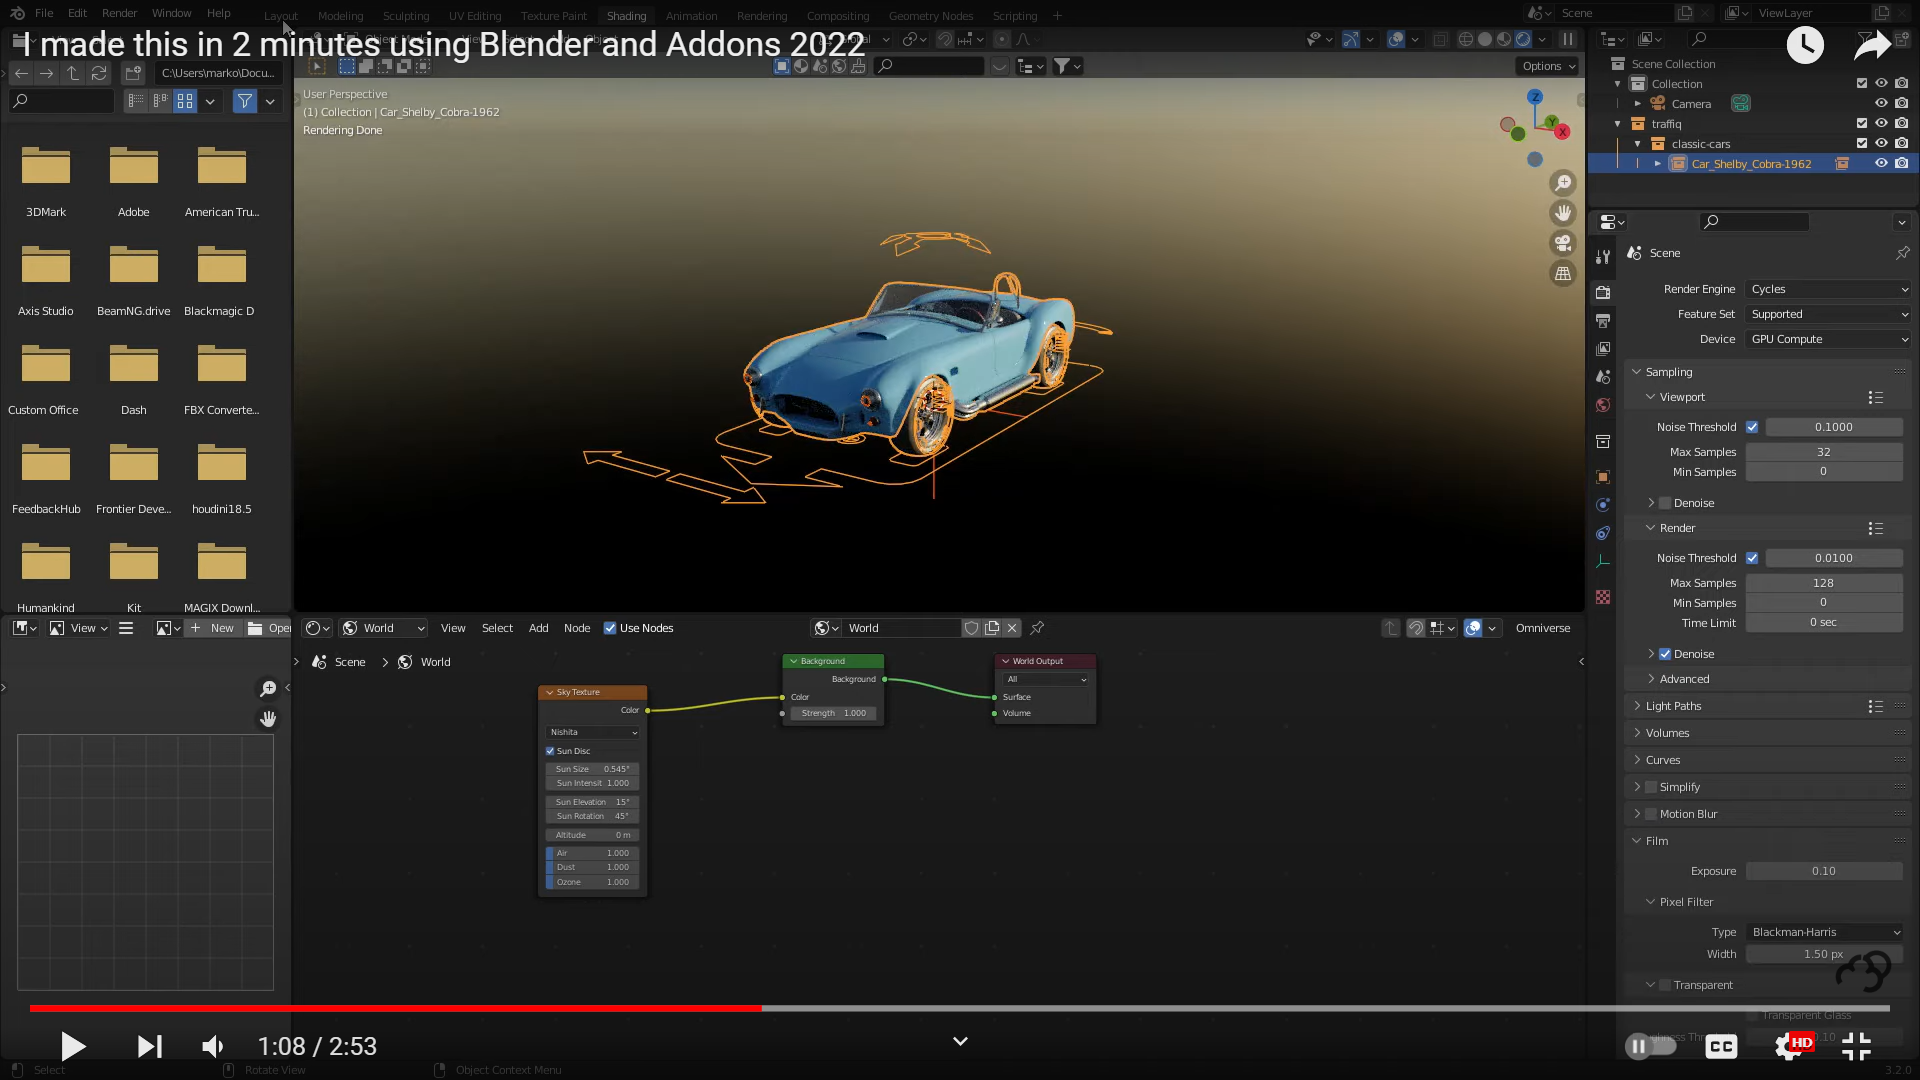 File Edit Render Window Help Layout Modeling Sculpting UV Editing Texture Paint Shading Animation Rendering Compositing Geometry Nodes Scripting + Scene ViewLayer
I made this in 2 minutes using Blender and Addons 2022
C:\Users\marko\Docu... Options
User Perspective
(1) Collection | Car_Shelby_Cobra-1962
Rendering Done
Z
Y
X
3DMark Adobe American Tru...
Axis Studio BeamNG.drive Blackmagic D
Custom Office Dash FBX Converte...
FeedbackHub Frontier Deve... houdini18.5
Humankind Kit MAGIX Downl...
Scene Collection
Collection
Camera
traffiq
classic-cars
Car_Shelby_Cobra-1962
Scene
Render Engine Cycles
Feature Set Supported
Device GPU Compute
Sampling
Viewport
Noise Threshold 0.1000
Max Samples 32
Min Samples 0
Denoise
Render
Noise Threshold 0.0100
Max Samples 128
Min Samples 0
Time Limit 0 sec
Denoise
Advanced
Light Paths
Volumes
Curves
Simplify
Motion Blur
Film
Exposure 0.10
Pixel Filter
Type Blackman-Harris
Width 1.50 px
Transparent
Transparent Glass
0.10
View + New Open
World View Select Add Node Use Nodes World Omniverse
Scene > World
Sky Texture
Color
Nishita
Sun Disc
Sun Size 0.545°
Sun Intensit 1.000
Sun Elevation 15°
Sun Rotation 45°
Altitude 0 m
Air 1.000
Dust 1.000
Ozone 1.000
Background
Background
Color
Strength 1.000
World Output
All
Surface
Volume
1:08 / 2:53
CC
HD
Select Rotate View Object Context Menu 3.2.0